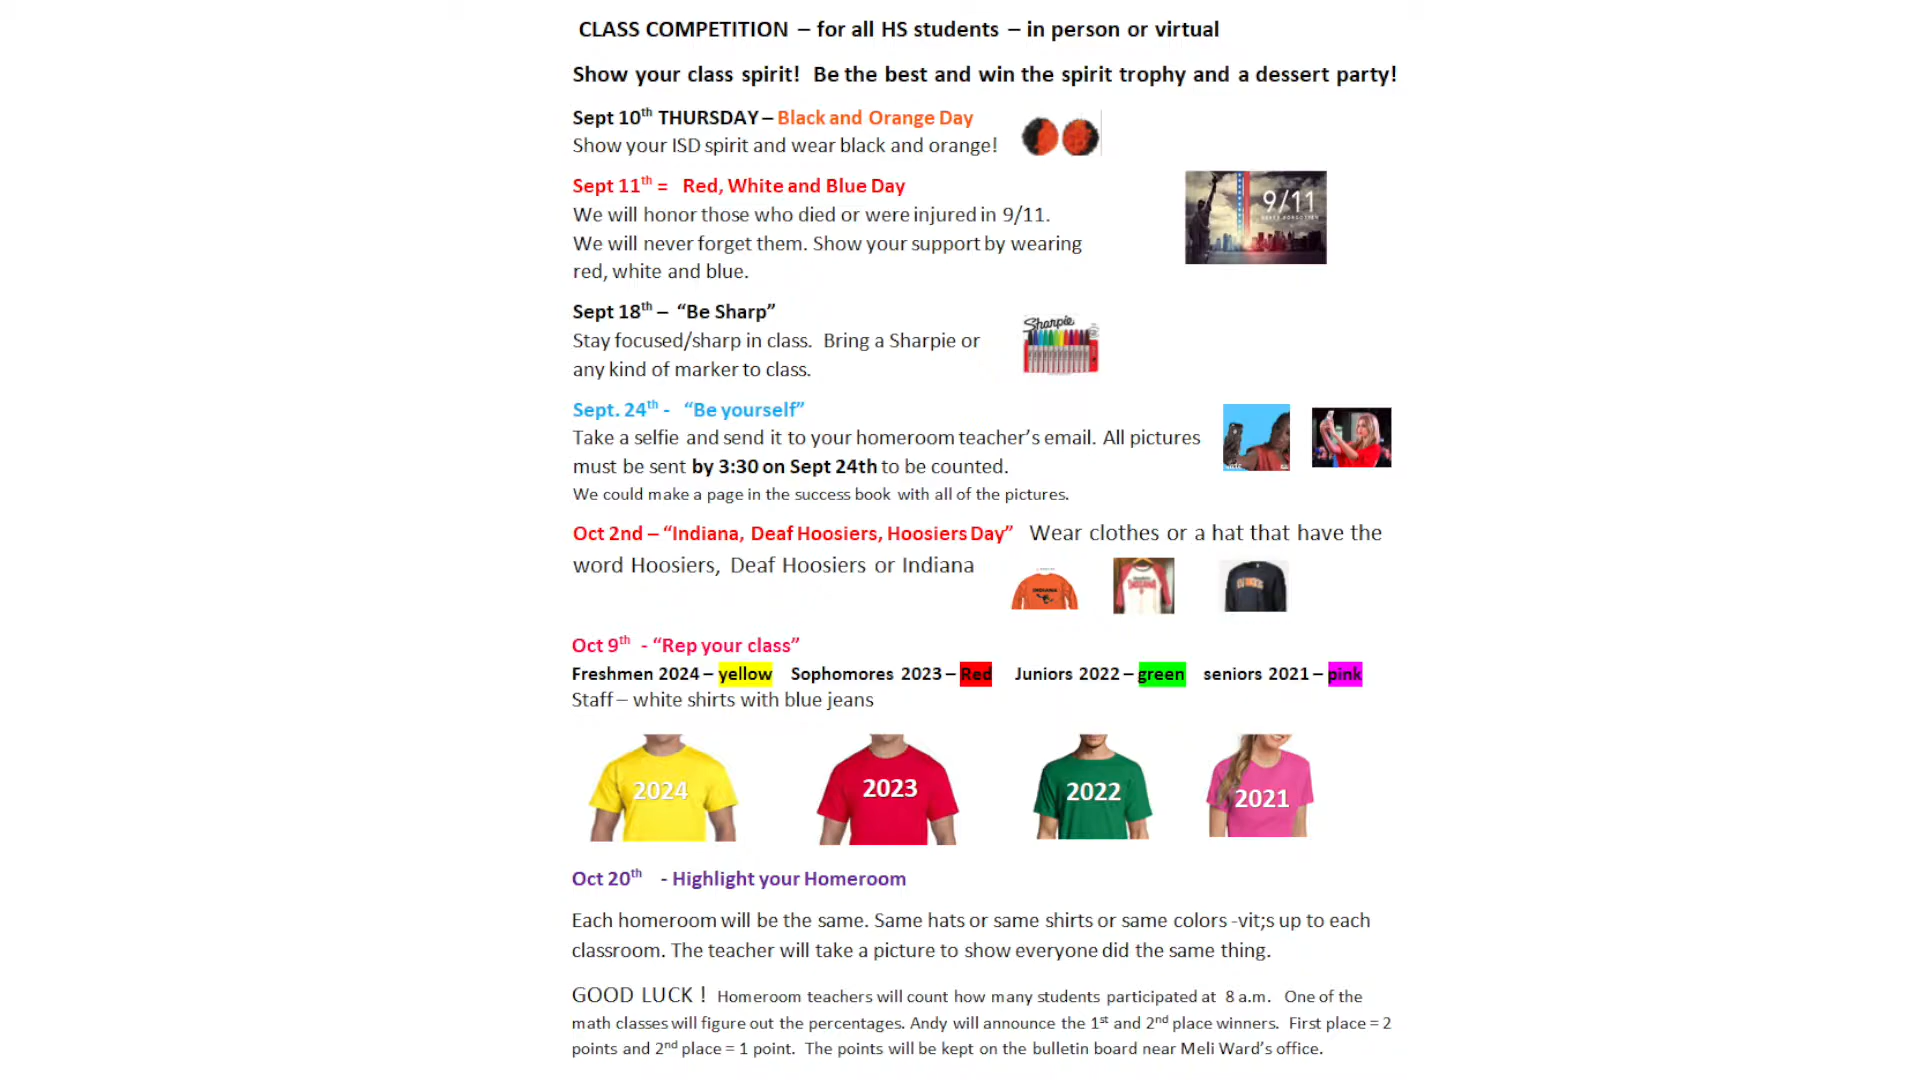 CLASS COMPETITION – for all HS students – in person or virtual
Show your class spirit!  Be the best and win the spirit trophy and a dessert party!
Sept 10th THURSDAY – Black and Orange Day
Show your ISD spirit and wear black and orange!
Sept 11th =  Red, White and Blue Day
We will honor those who died or were injured in 9/11.
We will never forget them. Show your support by wearing
red, white and blue.
9/11
Sept 18th – “Be Sharp”
Stay focused/sharp in class.  Bring a Sharpie or
any kind of marker to class.
Sharpie
Sept. 24th -  “Be yourself”
Take a selfie and send it to your homeroom teacher’s email. All pictures
must be sent by 3:30 on Sept 24th to be counted.
We could make a page in the success book with all of the pictures.
Oct 2nd – “Indiana, Deaf Hoosiers, Hoosiers Day”  Wear clothes or a hat that have the
word Hoosiers, Deaf Hoosiers or Indiana
INDIANA
INDIANA
Oct 9th  - “Rep your class”
Freshmen 2024 – yellow   Sophomores 2023 – Red   Juniors 2022 – green   seniors 2021 – pink
Staff – white shirts with blue jeans
2024
2023
2022
2021
Oct 20th   - Highlight your Homeroom
Each homeroom will be the same. Same hats or same shirts or same colors -vit;s up to each
classroom. The teacher will take a picture to show everyone did the same thing.
GOOD LUCK !  Homeroom teachers will count how many students participated at  8 a.m.   One of the
math classes will figure out the percentages. Andy will announce the 1st and 2nd place winners.  First place = 2
points and 2nd place = 1 point.  The points will be kept on the bulletin board near Meli Ward’s office.